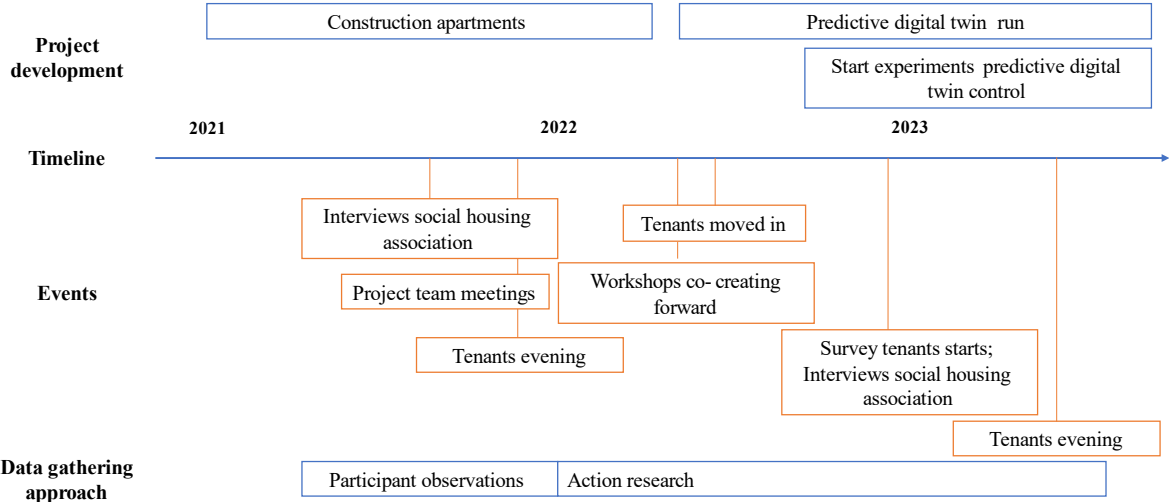 Construction apartments
Predictive digital twin run
Project
development
Start experiments predictive digital
twin control
2021
2022
2023
Timeline
Interviews social housing
association
Tenants moved in
Events
Project team meetings
Workshops co- creating
forward
Tenants evening
Survey tenants starts;
Interviews social housing
association
Tenants evening
Data gathering
approach
Participant observations
Action research